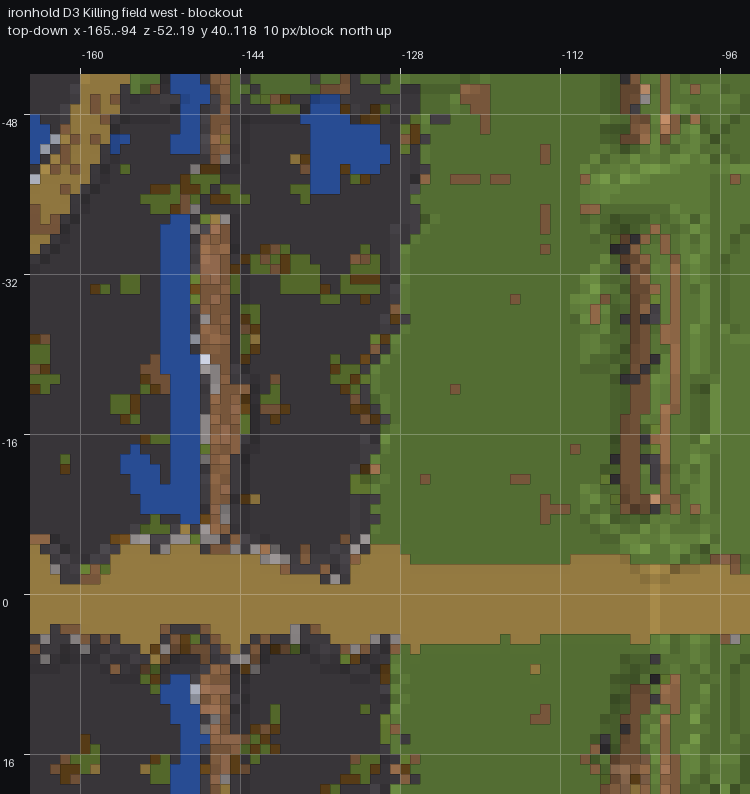 ironhold D3 Killing field west - blockout
top-down x -165..-94 z -52..19 y 40..118 10 px/block north up
-160 -144 -128 -112 -96
-48
-32
-16
0
16